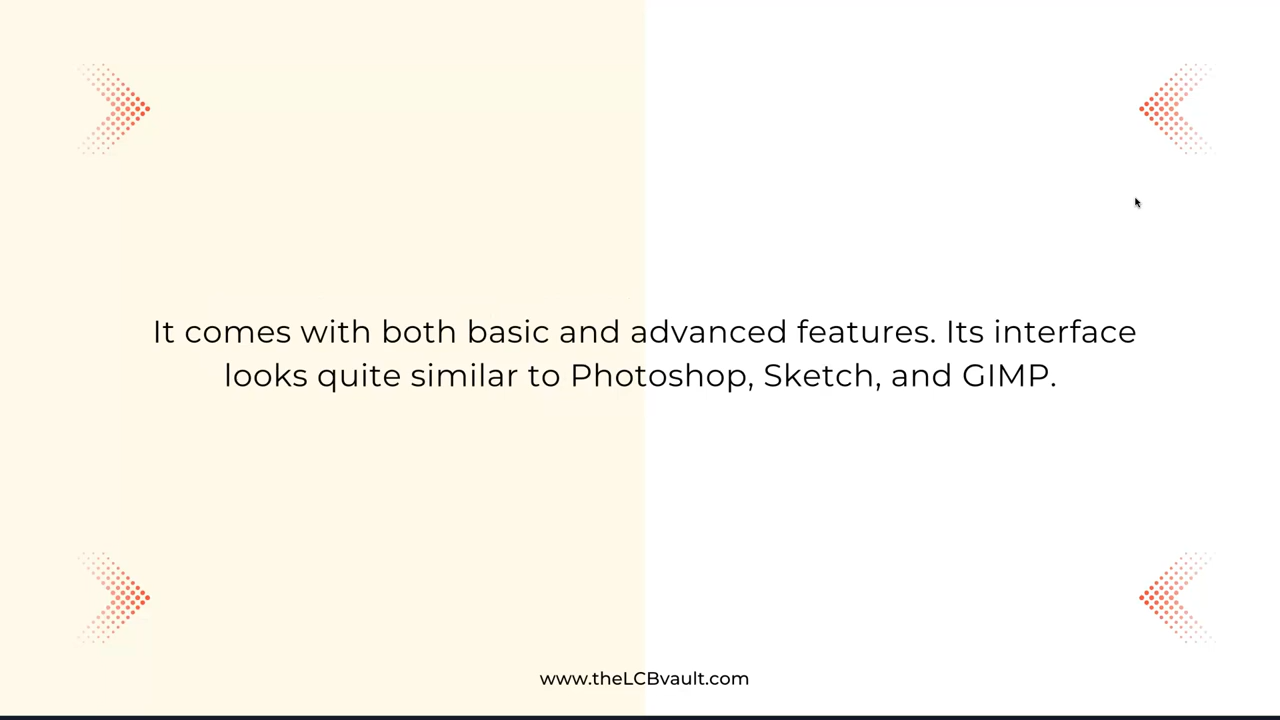 It comes with both basic and advanced features. Its interface
looks quite similar to Photoshop, Sketch, and GIMP.
www.theLCBvault.com